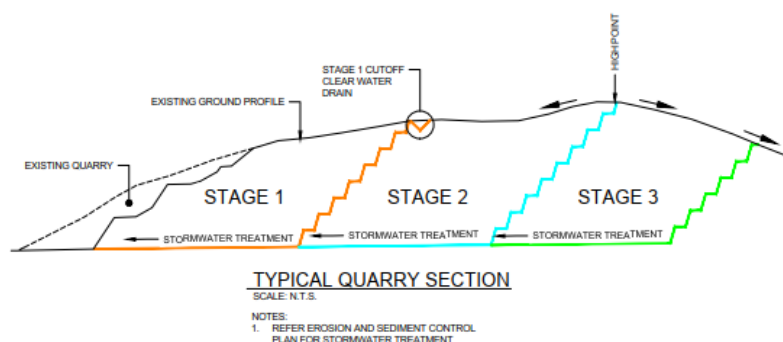 HIGH POINT
STAGE 1 CUTOFF
CLEAR WATER
DRAIN
EXISTING GROUND PROFILE
EXISTING QUARRY
STAGE 1
STAGE 2
STAGE 3
STORMWATER TREATMENT
STORMWATER TREATMENT
STORMWATER TREATMENT
TYPICAL QUARRY SECTION
SCALE: N.T.S.
NOTES:
1. REFER EROSION AND SEDIMENT CONTROL
PLAN FOR STORMWATER TREATMENT